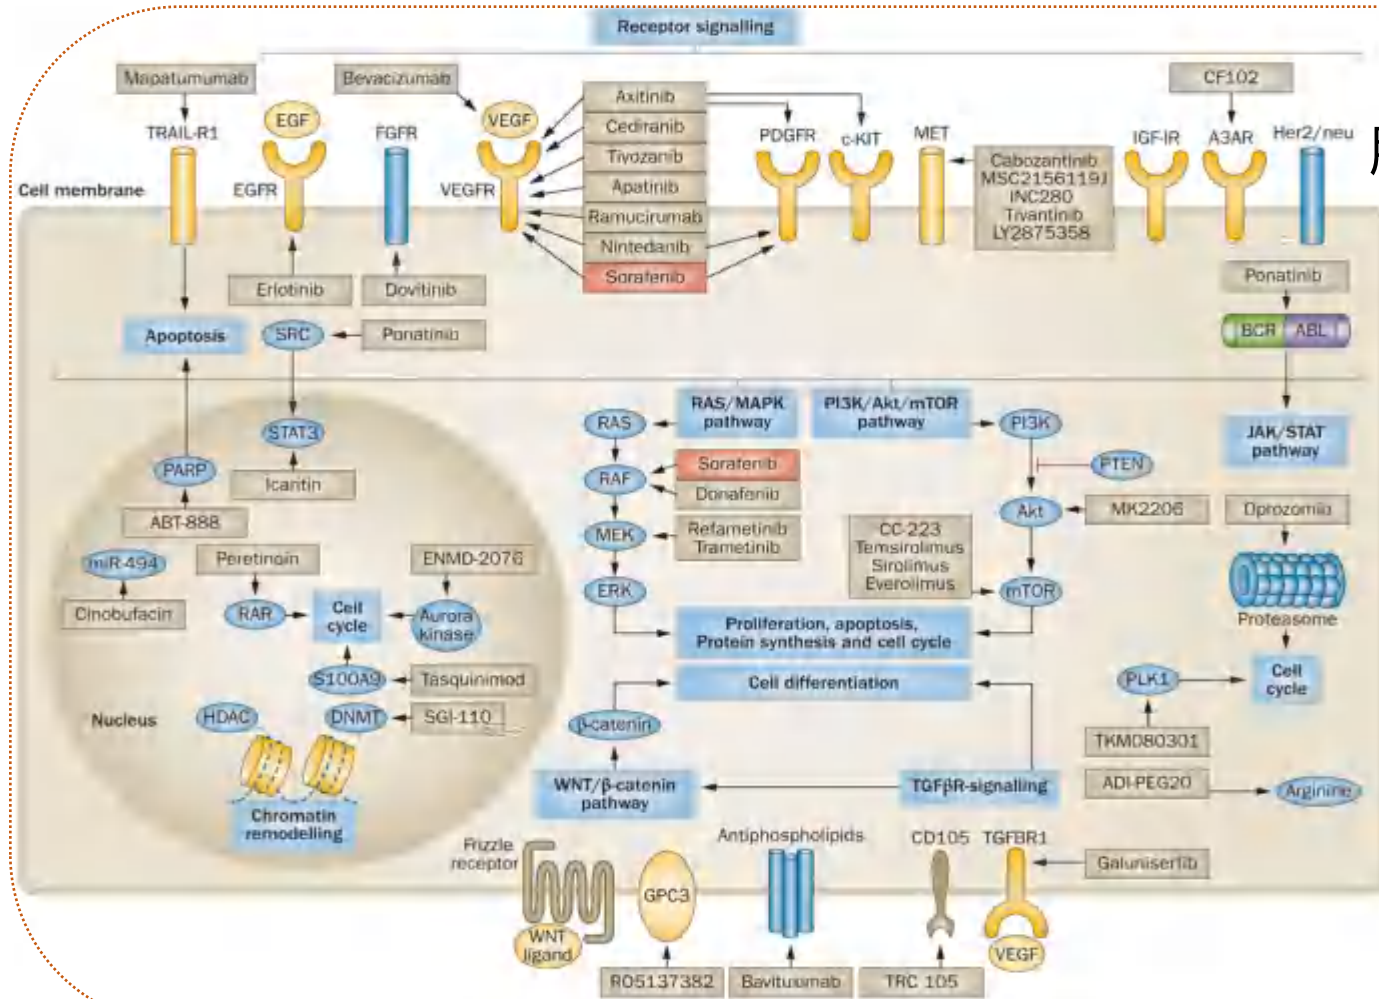 Receptor signalling
Mapatumumab
Bevacizumab
CF102
EGF
VEGF
Axitinib
Cediranib
Tivozanib
Apatinib
Ramucirumab
Nintedanib
Sorafenib
TRAIL-R1
FGFR
PDGFR
c-KIT
MET
IGF-IR
A3AR
Her2/neu
Cell membrane
EGFR
VEGFR
Cabozantinib
MSC2156119J
INC280
Tivantinib
LY2875358
Erlotinib
Dovitinib
Ponatinib
Apoptosis
SRC
Ponatinib
BCR
ABL
RAS/MAPK
pathway
PI3K/Akt/mTOR
pathway
JAK/STAT
pathway
RAS
PI3K
STAT3
PARP
Icantin
ABT-888
RAF
Sorafenib
Donafenib
PTEN
Akt
MK2206
Oprozomib
MEK
Refametinib
Trametinib
CC-223
Temsirolimus
Sirolimus
Everolimus
miR-494
Peretinoin
ENMD-2076
Cinobufacin
RAR
Cell
cycle
Aurora
kinase
ERK
mTOR
Proteasome
Proliferation, apoptosis,
Protein synthesis and cell cycle
Cell differentiation
S100A9
Tasquinimod
PLK1
Cell
cycle
Nucleus
HDAC
DNMT
SGI-110
β-catenin
TKM080301
Chromatin
remodelling
WNT/β-catenin
pathway
TGFβR-signalling
ADI-PEG20
Arginine
Frizzle
receptor
Antiphospholipids
CD105
TGFBR1
Galunisertib
GPC3
WNT
ligand
VEGF
RO5137382
Bavituximab
TRC 105